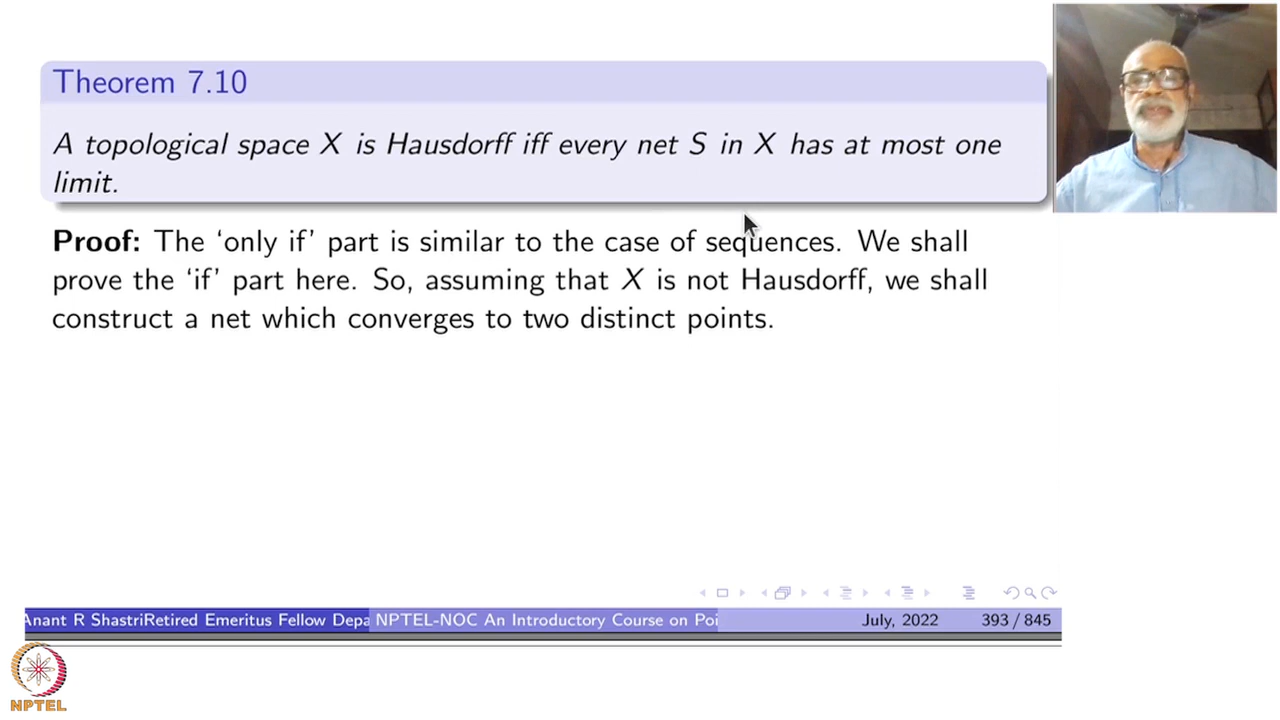 Theorem 7.10
A topological space X is Hausdorff iff every net S in X has at most one
limit.
Proof: The ‘only if’ part is similar to the case of sequences. We shall
prove the ‘if’ part here. So, assuming that X is not Hausdorff, we shall
construct a net which converges to two distinct points.
Anant R ShastriRetired Emeritus Fellow Depa NPTEL-NOC An Introductory Course on Poi July, 2022 393 / 845
NPTEL